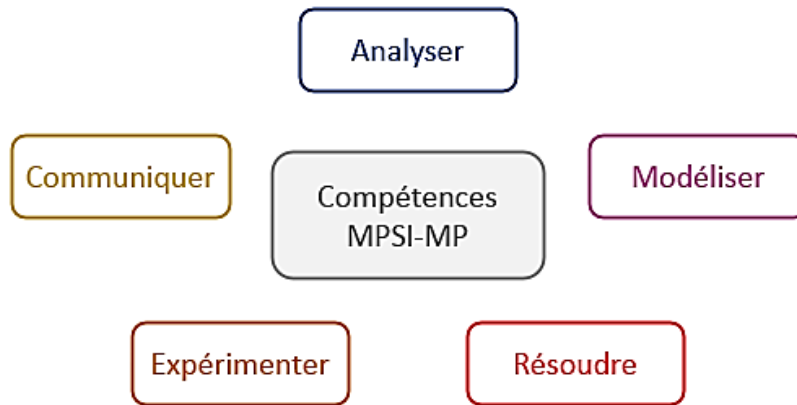 Analyser
Communiquer
Compétences
MPSI-MP
Modéliser
Expérimenter
Résoudre